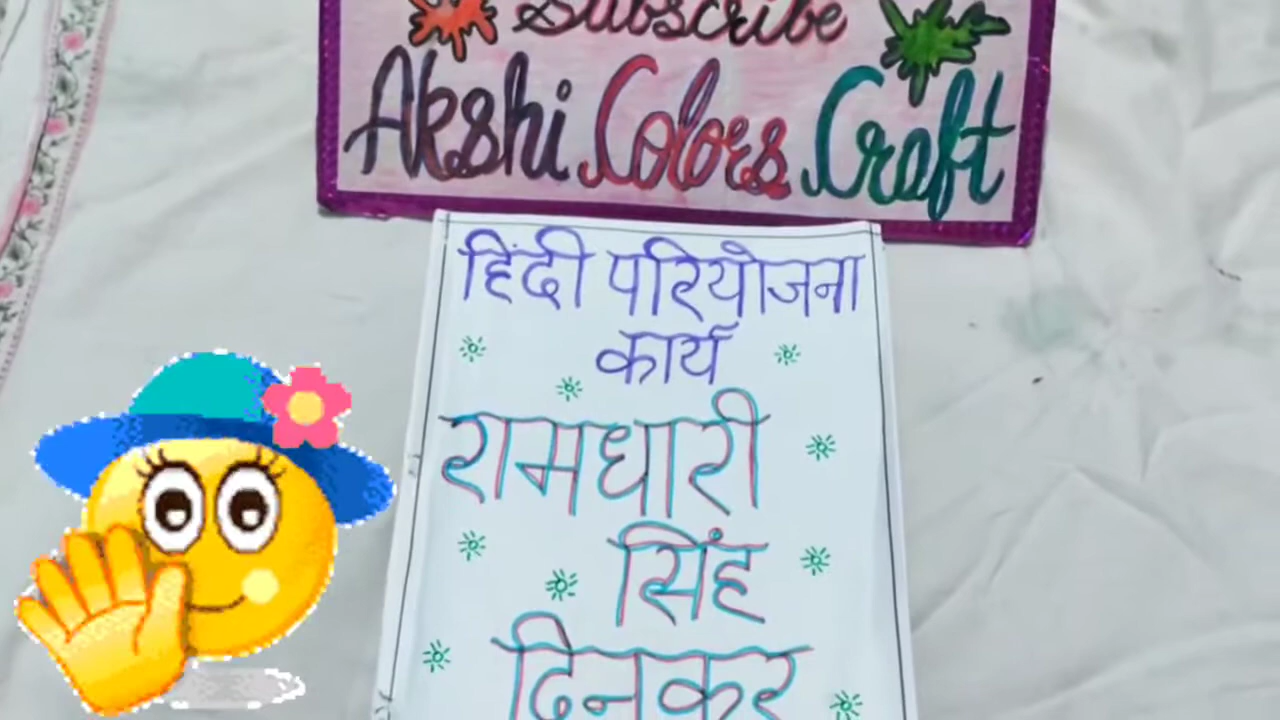 Subscribe
Akshi Colors Craft
हिंदी परियोजना
कार्य
रामधारी
सिंह
दिनकर